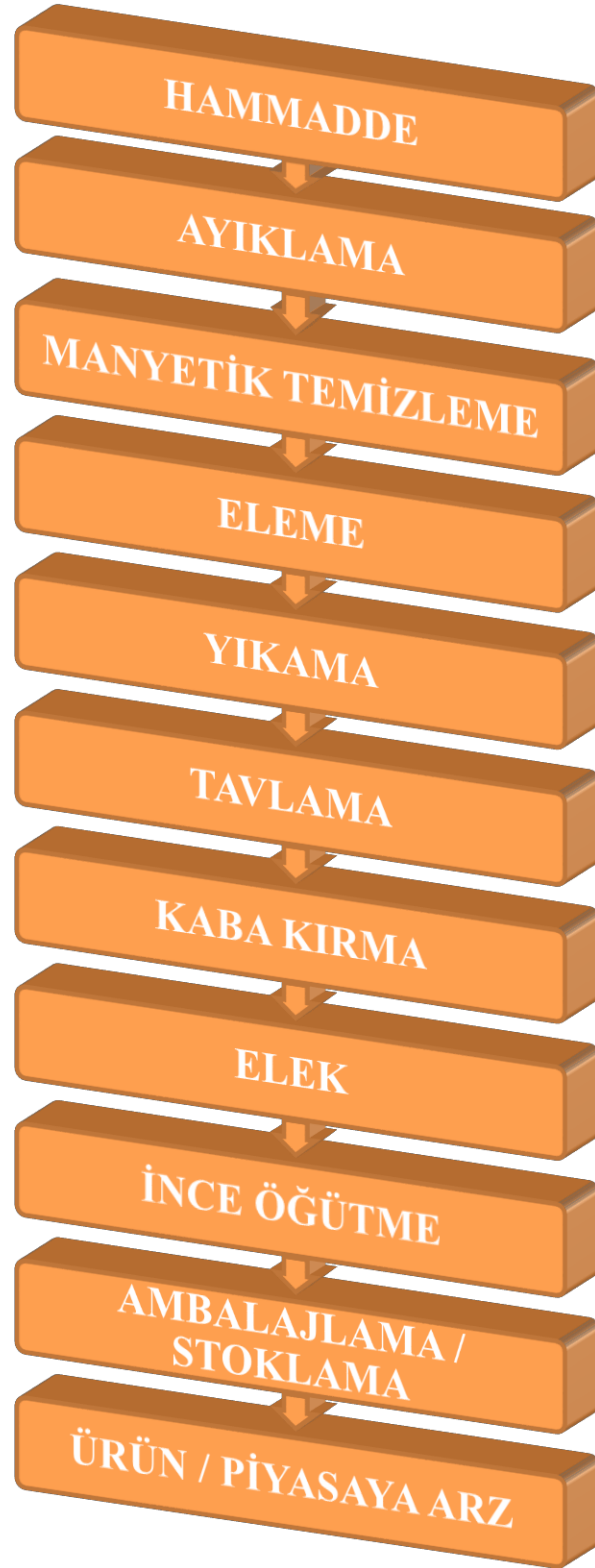 HAMMADDE
AYIKLAMA
MANYETİK TEMİZLEME
ELEME
YIKAMA
TAVLAMA
KABA KIRMA
ELEK
İNCE ÖĞÜTME
AMBALAJLAMA /
STOKLAMA
ÜRÜN / PİYASAYA ARZ